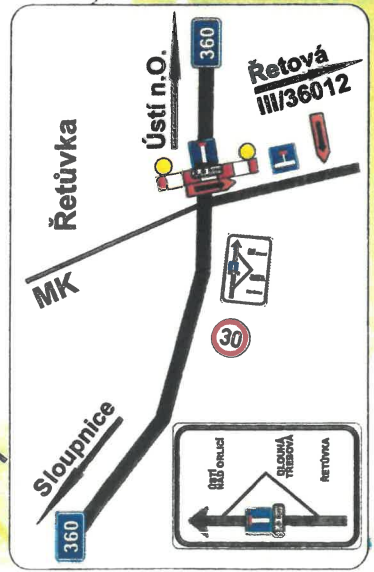 360
Sloupnice
MK
Řetůvka
Ústí n.O.
360
Řetová
III/36012
30
ÚSTÍ
NAD ORLICÍ
DLOUHÁ
TŘEBOVÁ
ŘETŮVKA